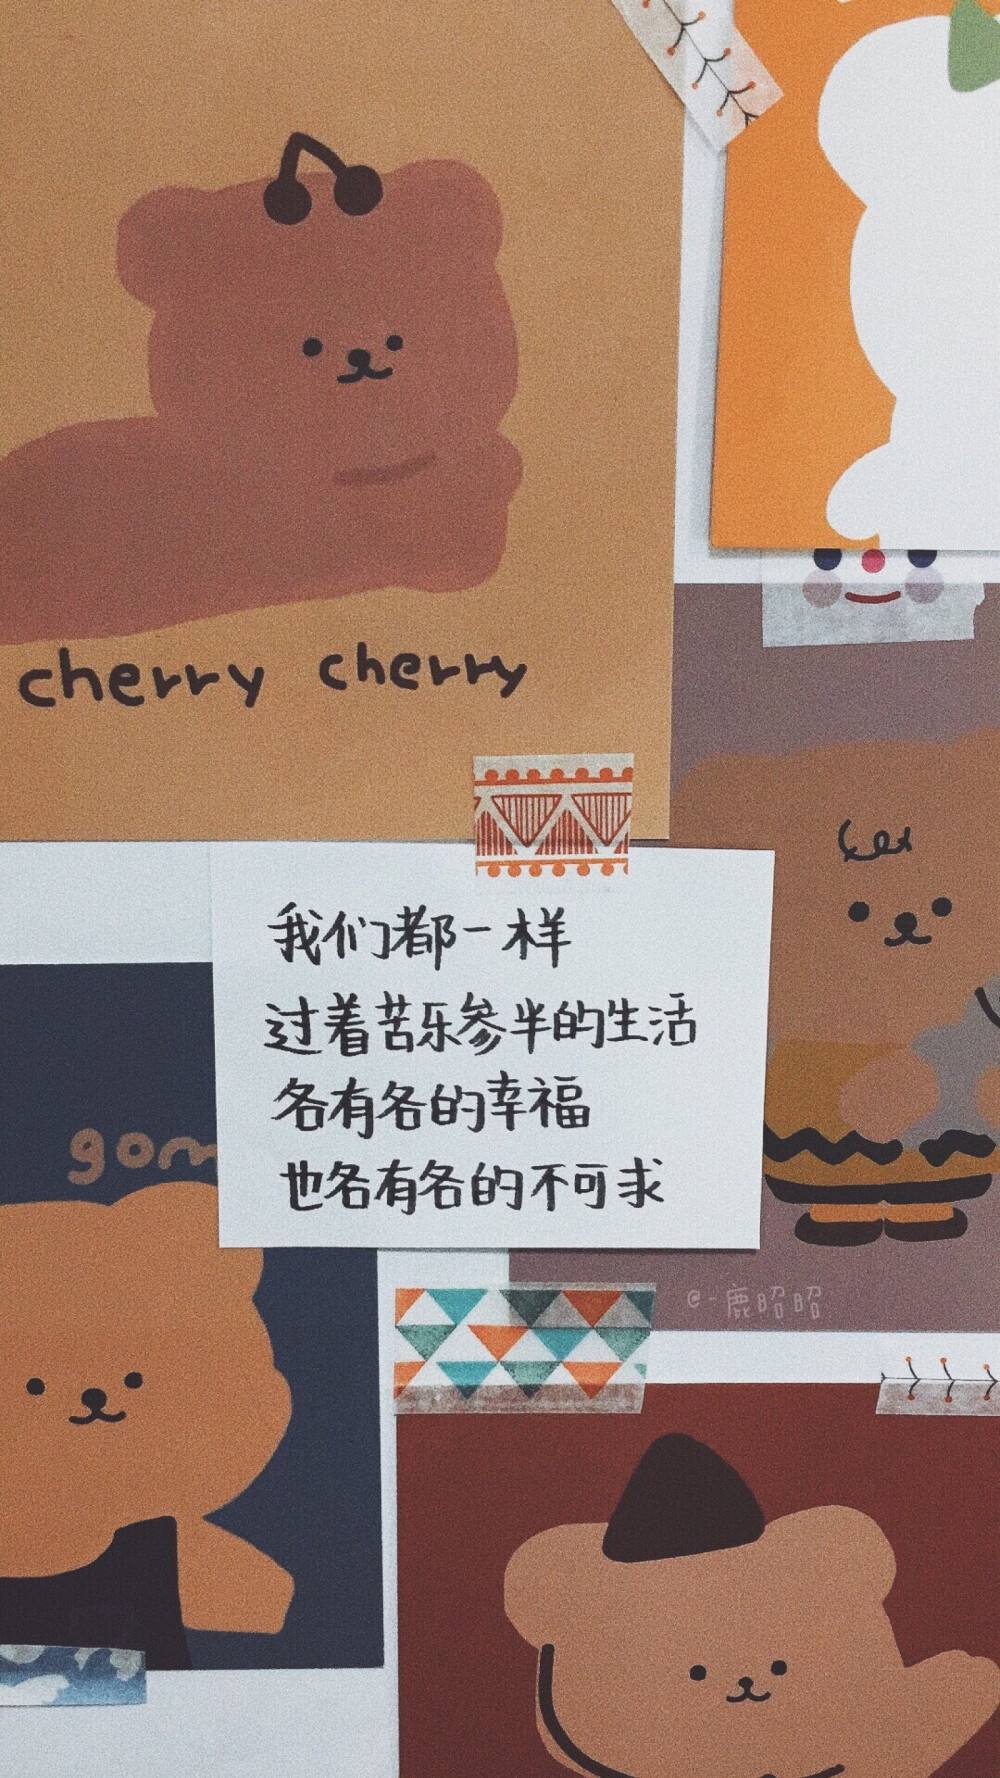 cherry cherry
我们都一样
过着苦乐参半的生活
各有各的幸福
也各有各的不可求
gom
@-鹿昭昭